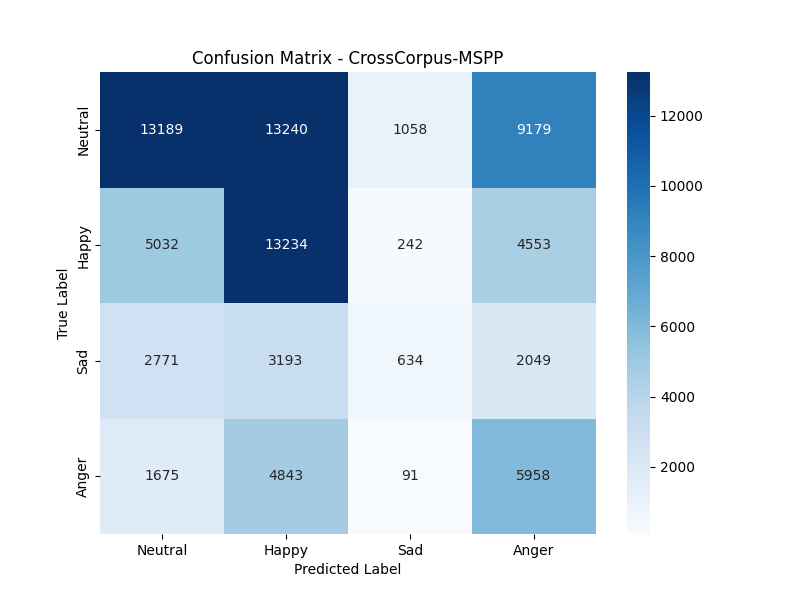 Confusion Matrix - CrossCorpus-MSPP
Neutral 13189 13240 1058 9179
Happy 5032 13234 242 4553
Sad 2771 3193 634 2049
Anger 1675 4843 91 5958
Neutral Happy Sad Anger
Predicted Label
True Label
12000
10000
8000
6000
4000
2000